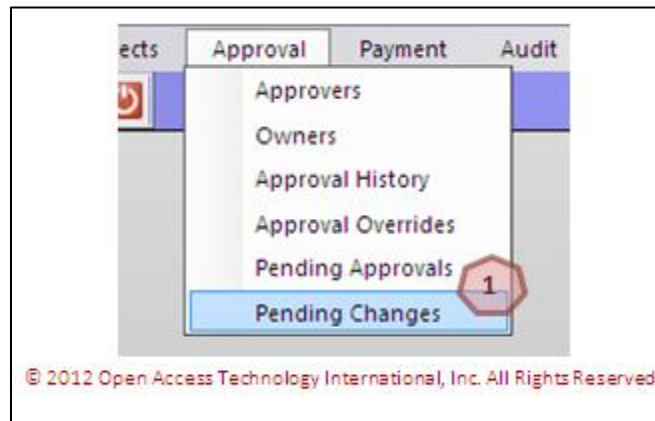 ects Approval Payment Audit
Approvers
Owners
Approval History
Approval Overrides
Pending Approvals
1
Pending Changes
© 2012 Open Access Technology International, Inc. All Rights Reserved